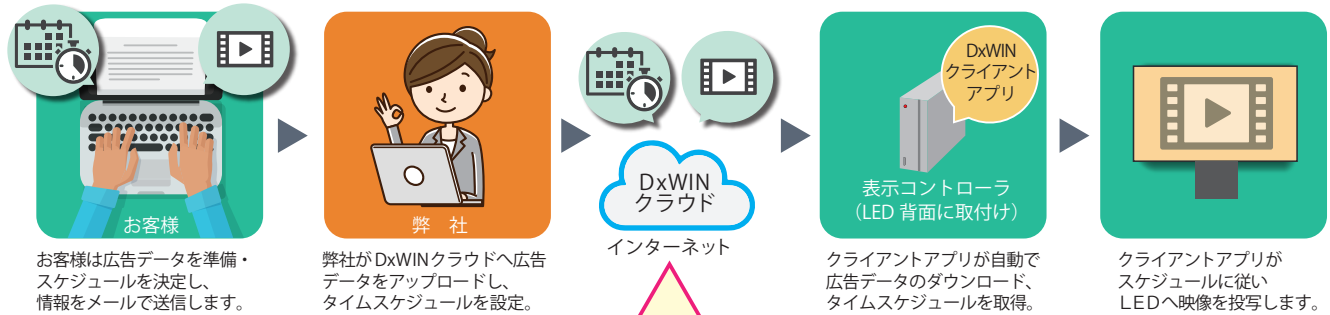 お客様
お客様は広告データを準備・
スケジュールを決定し、
情報をメールで送信します。
弊 社
弊社がDxWINクラウドへ広告
データをアップロードし、
タイムスケジュールを設定。
DxWIN
クラウド
インターネット
DxWIN
クライアント
アプリ
表示コントローラ
（LED 背面に取付け）
クライアントアプリが自動で
広告データのダウンロード、
タイムスケジュールを取得。
クライアントアプリが
スケジュールに従い
ＬＥＤへ映像を投写します。